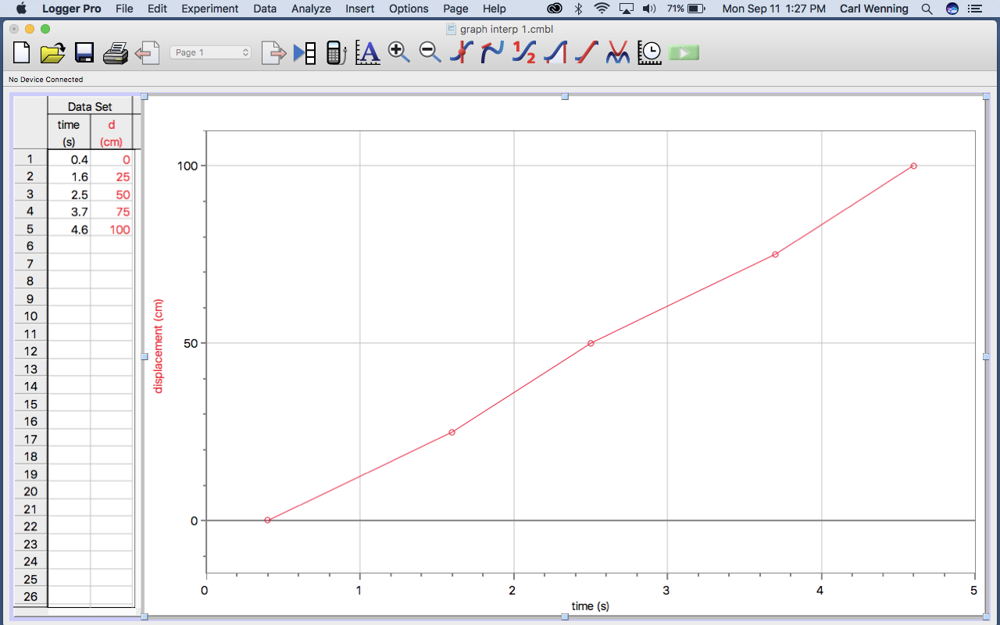 Logger Pro File Edit Experiment Data Analyze Insert Options Page Help 71% Mon Sep 11 1:27 PM Carl Wenning
graph interp 1.cmbl
Page 1
No Device Connected
Data Set
time d
(s) (cm)
1 0.4 0
2 1.6 25
3 2.5 50
4 3.7 75
5 4.6 100
6
7
8
9
10
11
12
13
14
15
16
17
18
19
20
21
22
23
24
25
26
displacement (cm)
100
50
0
0 1 2 3 4 5
time (s)